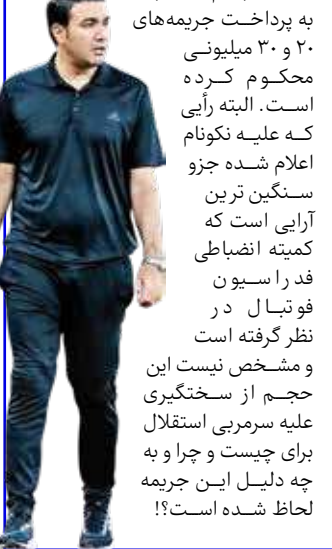 به پرداخت جریمه‌های
۲۰ و ۳۰ میلیونی
محکوم کرده
است. البته رأیی
که علیه نکونام
اعلام شده جزو
سنگین ترین
آرایی است که
کمیته انضباطی
فدراسیون
فوتبال در
نظر گرفته است
و مشخص نیست این
حجم از سختگیری
علیه سرمربی استقلال
برای چیست و چرا و به
چه دلیل این جریمه
لحاظ شده است؟!